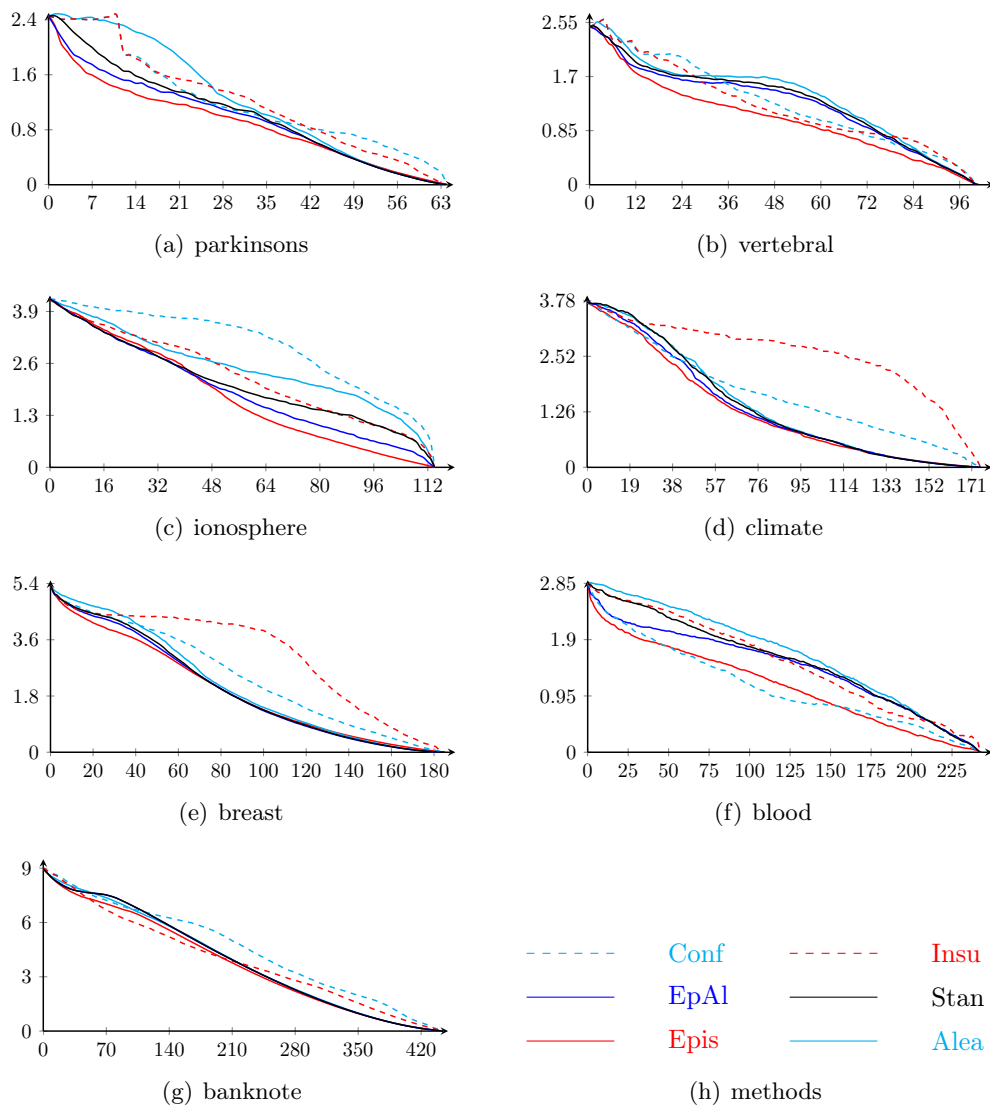 2.4
1.6
0.8
0
0 7 14 21 28 35 42 49 56 63
(a) parkinsons
2.55
1.7
0.85
0
0 12 24 36 48 60 72 84 96
(b) vertebral
3.9
2.6
1.3
0
0 16 32 48 64 80 96 112
(c) ionosphere
3.78
2.52
1.26
0
0 19 38 57 76 95 114 133 152 171
(d) climate
5.4
3.6
1.8
0
0 20 40 60 80 100 120 140 160 180
(e) breast
2.85
1.9
0.95
0
0 25 50 75 100 125 150 175 200 225
(f) blood
9
6
3
0
0 70 140 210 280 350 420
(g) banknote
Conf Insu
EpAl Stan
Epis Alea
(h) methods